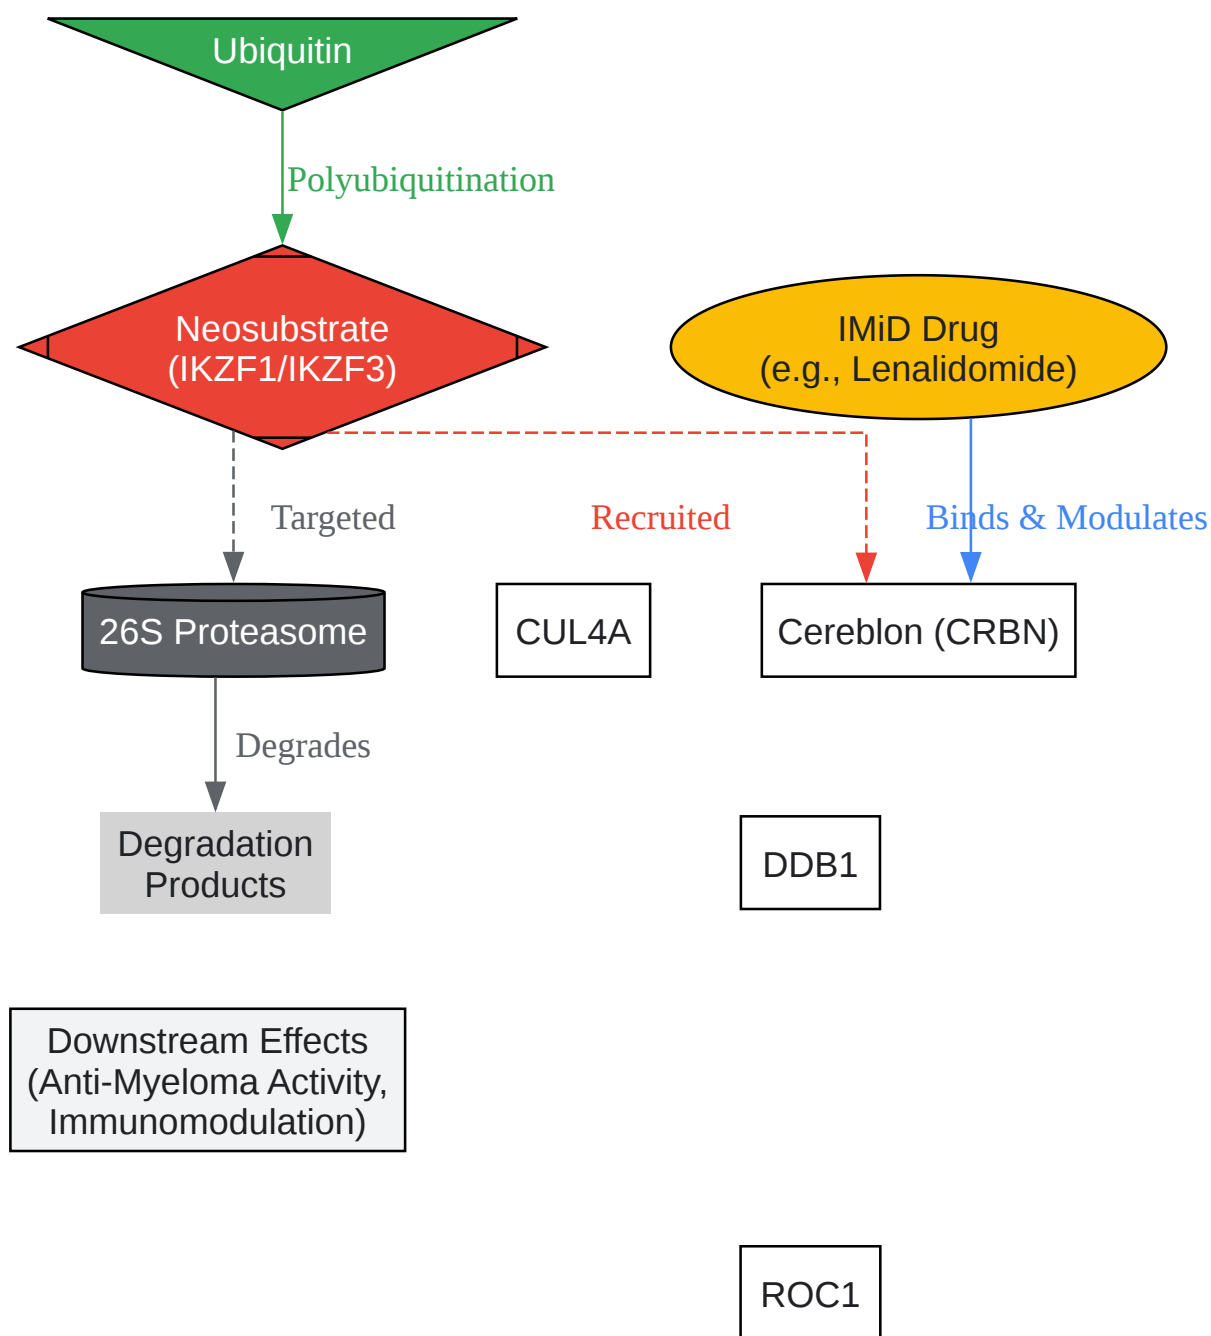 Ubiquitin
Polyubiquitination
Neosubstrate
(IKZF1/IKZF3)
IMiD Drug
(e.g., Lenalidomide)
Targeted
Recruited
Binds & Modulates
26S Proteasome
CUL4A
Cereblon (CRBN)
Degrades
Degradation
Products
DDB1
Downstream Effects
(Anti-Myeloma Activity,
Immunomodulation)
ROC1